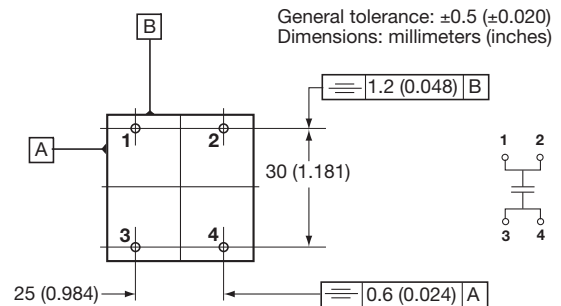 General tolerance: ±0.5 (±0.020)
Dimensions: millimeters (inches)
B
⌯ 1.2 (0.048) B
A
1 2
30 (1.181)
1 2
3 4
3 4
25 (0.984)
⌯ 0.6 (0.024) A